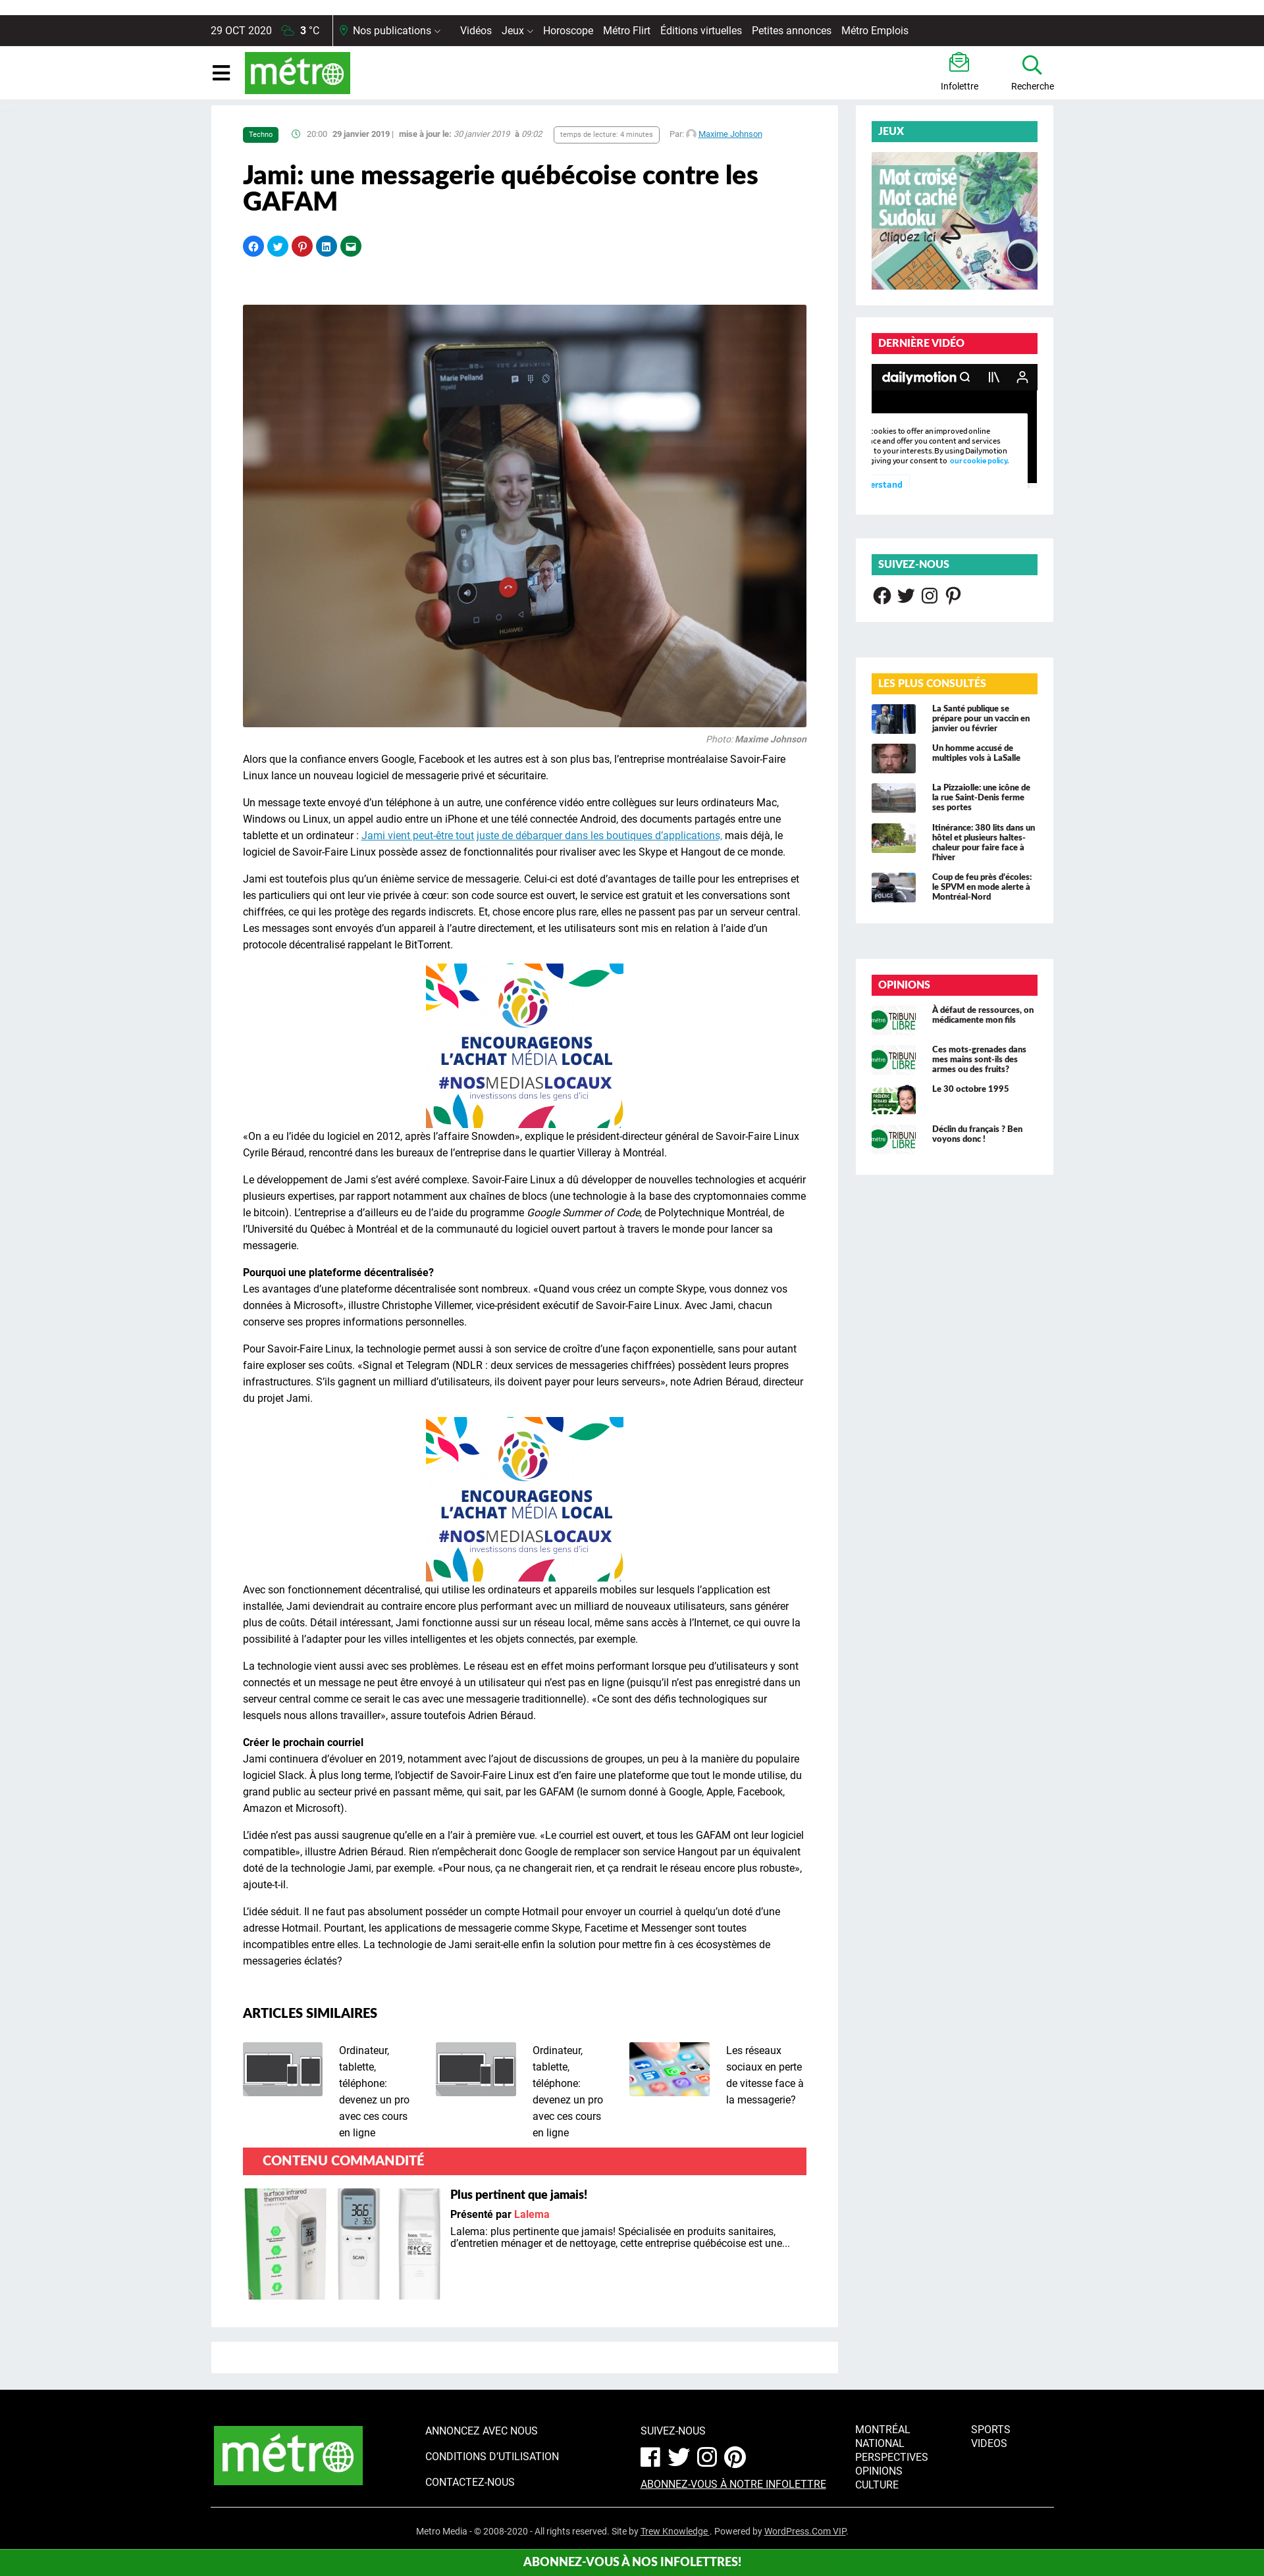 29 OCT 2020 3 °C Nos publications Vidéos Jeux Horoscope Métro Flirt Éditions virtuelles Petites annonces Métro Emplois
métro
Infolettre
Recherche
Techno 20:00 29 janvier 2019 | mise à jour le: 30 janvier 2019 à 09:02 temps de lecture: 4 minutes Par: Maxime Johnson
Jami: une messagerie québécoise contre les
GAFAM
Marie Pelland
mpeld
HUAWEI
Photo: Maxime Johnson
Alors que la confiance envers Google, Facebook et les autres est à son plus bas, l’entreprise montréalaise Savoir-Faire
Linux lance un nouveau logiciel de messagerie privé et sécuritaire.
Un message texte envoyé d’un téléphone à un autre, une conférence vidéo entre collègues sur leurs ordinateurs Mac,
Windows ou Linux, un appel audio entre un iPhone et une télé connectée Android, des documents partagés entre une
tablette et un ordinateur : Jami vient peut-être tout juste de débarquer dans les boutiques d’applications, mais déjà, le
logiciel de Savoir-Faire Linux possède assez de fonctionnalités pour rivaliser avec les Skype et Hangout de ce monde.
Jami est toutefois plus qu’un énième service de messagerie. Celui-ci est doté d’avantages de taille pour les entreprises et
les particuliers qui ont leur vie privée à cœur: son code source est ouvert, le service est gratuit et les conversations sont
chiffrées, ce qui les protège des regards indiscrets. Et, chose encore plus rare, elles ne passent pas par un serveur central.
Les messages sont envoyés d’un appareil à l’autre directement, et les utilisateurs sont mis en relation à l’aide d’un
protocole décentralisé rappelant le BitTorrent.
ENCOURAGEONS
L’ACHAT MÉDIA LOCAL
#NOSMEDIASLOCAUX
investissons dans les gens d’ici
«On a eu l’idée du logiciel en 2012, après l’affaire Snowden», explique le président-directeur général de Savoir-Faire Linux
Cyrile Béraud, rencontré dans les bureaux de l’entreprise dans le quartier Villeray à Montréal.
Le développement de Jami s’est avéré complexe. Savoir-Faire Linux a dû développer de nouvelles technologies et acquérir
plusieurs expertises, par rapport notamment aux chaînes de blocs (une technologie à la base des cryptomonnaies comme
le bitcoin). L’entreprise a d’ailleurs eu de l’aide du programme Google Summer of Code, de Polytechnique Montréal, de
l’Université du Québec à Montréal et de la communauté du logiciel ouvert partout à travers le monde pour lancer sa
messagerie.
Pourquoi une plateforme décentralisée?
Les avantages d’une plateforme décentralisée sont nombreux. «Quand vous créez un compte Skype, vous donnez vos
données à Microsoft», illustre Christophe Villemer, vice-président exécutif de Savoir-Faire Linux. Avec Jami, chacun
conserve ses propres informations personnelles.
Pour Savoir-Faire Linux, la technologie permet aussi à son service de croître d’une façon exponentielle, sans pour autant
faire exploser ses coûts. «Signal et Telegram (NDLR : deux services de messageries chiffrées) possèdent leurs propres
infrastructures. S’ils gagnent un milliard d’utilisateurs, ils doivent payer pour leurs serveurs», note Adrien Béraud, directeur
du projet Jami.
ENCOURAGEONS
L’ACHAT MÉDIA LOCAL
#NOSMEDIASLOCAUX
investissons dans les gens d’ici
Avec son fonctionnement décentralisé, qui utilise les ordinateurs et appareils mobiles sur lesquels l’application est
installée, Jami deviendrait au contraire encore plus performant avec un milliard de nouveaux utilisateurs, sans générer
plus de coûts. Détail intéressant, Jami fonctionne aussi sur un réseau local, même sans accès à l’Internet, ce qui ouvre la
possibilité à l’adapter pour les villes intelligentes et les objets connectés, par exemple.
La technologie vient aussi avec ses problèmes. Le réseau est en effet moins performant lorsque peu d’utilisateurs y sont
connectés et un message ne peut être envoyé à un utilisateur qui n’est pas en ligne (puisqu’il n’est pas enregistré dans un
serveur central comme ce serait le cas avec une messagerie traditionnelle). «Ce sont des défis technologiques sur
lesquels nous allons travailler», assure toutefois Adrien Béraud.
Créer le prochain courriel
Jami continuera d’évoluer en 2019, notamment avec l’ajout de discussions de groupes, un peu à la manière du populaire
logiciel Slack. À plus long terme, l’objectif de Savoir-Faire Linux est d’en faire une plateforme que tout le monde utilise, du
grand public au secteur privé en passant même, qui sait, par les GAFAM (le surnom donné à Google, Apple, Facebook,
Amazon et Microsoft).
L’idée n’est pas aussi saugrenue qu’elle en a l’air à première vue. «Le courriel est ouvert, et tous les GAFAM ont leur logiciel
compatible», illustre Adrien Béraud. Rien n’empêcherait donc Google de remplacer son service Hangout par un équivalent
doté de la technologie Jami, par exemple. «Pour nous, ça ne changerait rien, et ça rendrait le réseau encore plus robuste»,
ajoute-t-il.
L’idée séduit. Il ne faut pas absolument posséder un compte Hotmail pour envoyer un courriel à quelqu’un doté d’une
adresse Hotmail. Pourtant, les applications de messagerie comme Skype, Facetime et Messenger sont toutes
incompatibles entre elles. La technologie de Jami serait-elle enfin la solution pour mettre fin à ces écosystèmes de
messageries éclatés?
ARTICLES SIMILAIRES
Ordinateur,
tablette,
téléphone:
devenez un pro
avec ces cours
en ligne
Ordinateur,
tablette,
téléphone:
devenez un pro
avec ces cours
en ligne
Les réseaux
sociaux en perte
de vitesse face à
la messagerie?
CONTENU COMMANDITÉ
surface infrared
thermometer
36.6
SCAN
Plus pertinent que jamais!
Présenté par Lalema
Lalema: plus pertinente que jamais! Spécialisée en produits sanitaires,
d’entretien ménager et de nettoyage, cette entreprise québécoise est une...
JEUX
Mot croisé
Mot caché
Sudoku
Cliquez ici
DERNIÈRE VIDÉO
dailymotion
cookies to offer an improved online
ce and offer you content and services
to your interests. By using Dailymotion
giving your consent to our cookie policy.
erstand
SUIVEZ-NOUS
LES PLUS CONSULTÉS
La Santé publique se
prépare pour un vaccin en
janvier ou février
Un homme accusé de
multiples vols à LaSalle
La Pizzaiolle: une icône de
la rue Saint-Denis ferme
ses portes
Itinérance: 380 lits dans un
hôtel et plusieurs haltes-
chaleur pour faire face à
l’hiver
POLICE
Coup de feu près d’écoles:
le SPVM en mode alerte à
Montréal-Nord
OPINIONS
métro TRIBUNE LIBRE
À défaut de ressources, on
médicamente mon fils
métro TRIBUNE LIBRE
Ces mots-grenades dans
mes mains sont-ils des
armes ou des fruits?
FRÉDÉRIC
BÉRARD
Le 30 octobre 1995
métro TRIBUNE LIBRE
Déclin du français ? Ben
voyons donc !
métro
ANNONCEZ AVEC NOUS
CONDITIONS D’UTILISATION
CONTACTEZ-NOUS
SUIVEZ-NOUS
ABONNEZ-VOUS À NOTRE INFOLETTRE
MONTRÉAL
NATIONAL
PERSPECTIVES
OPINIONS
CULTURE
SPORTS
VIDEOS
Metro Media - © 2008-2020 - All rights reserved. Site by Trew Knowledge . Powered by WordPress.Com VIP.
ABONNEZ-VOUS À NOS INFOLETTRES!